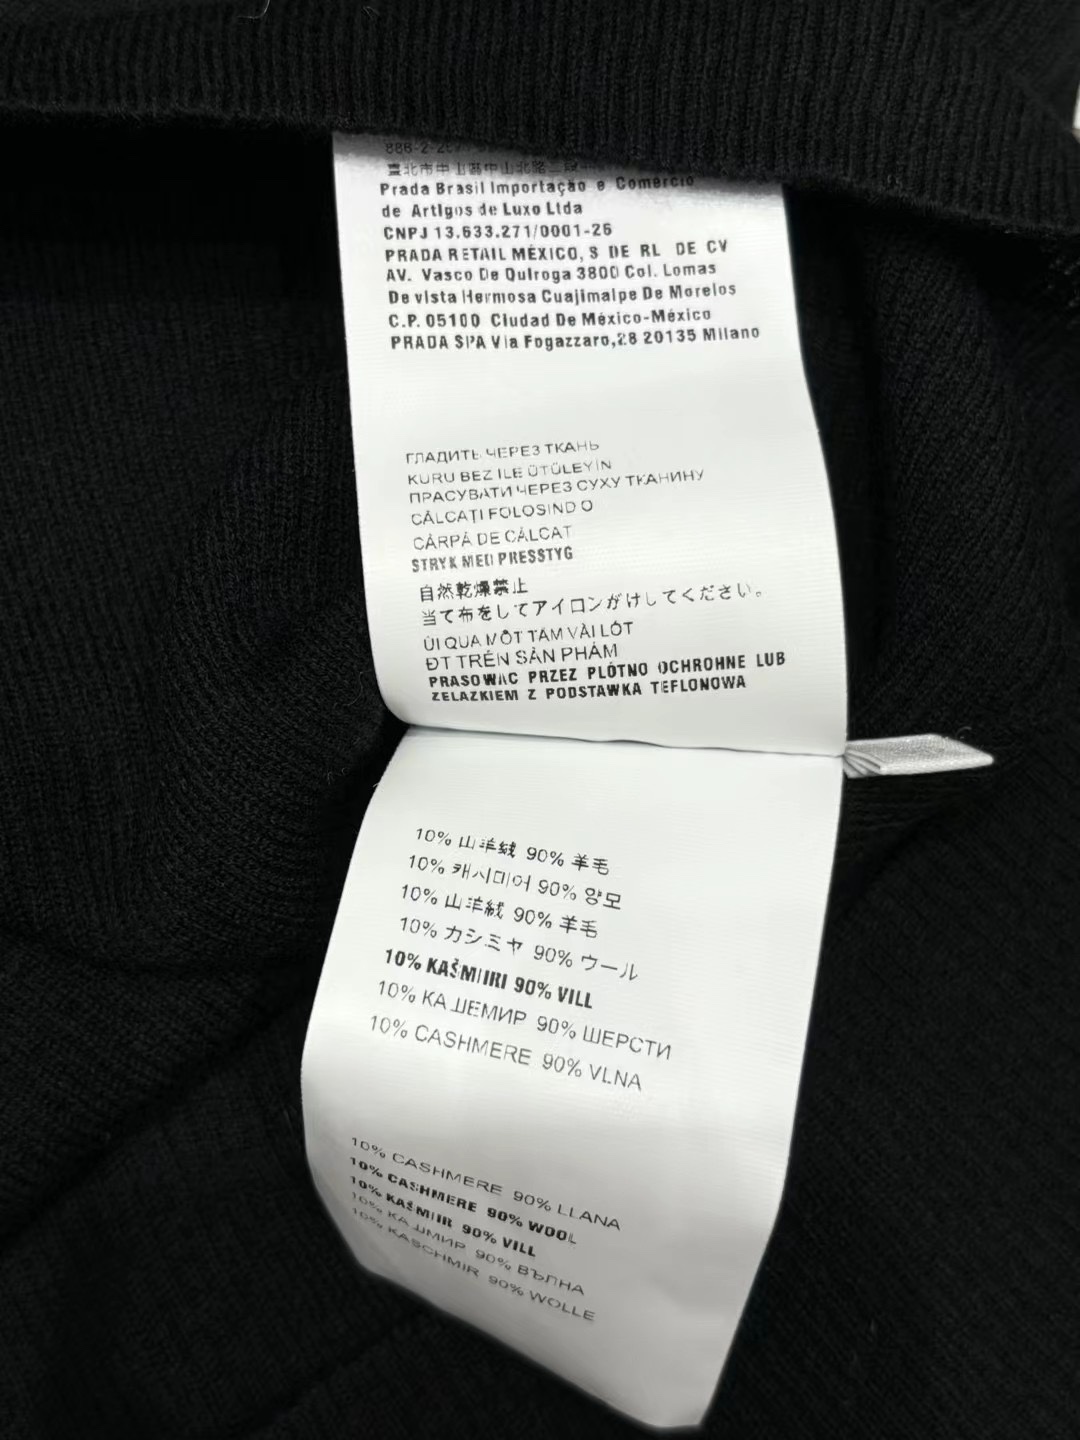 臺北市中山區中山北路二段
Prada Brasil Importação e Comércio
de Artigos de Luxo Ltda
CNPJ 13.633.271/0001-26
PRADA RETAIL MÉXICO, S DE RL DE CV
AV. Vasco De Quiroga 3800 Col. Lomas
De vista Hermosa Cuajimalpe De Morelos
C.P. 05100 Ciudad De México-México
PRADA SPA Via Fogazzaro,28 20135 Milano
ГЛАДИТЬ ЧЕРЕЗ ТКАНЬ
KURU BEZ ILE ÜTÜLEYİN
ПРАСУВАТИ ЧЕРЕЗ СУХУ ТКАНИНУ
CĂLCAȚI FOLOSIND O
CÂRPĂ DE CĂLCAT
STRYK MED PRESSTYG
自然乾燥禁止
当て布をしてアイロンがけしてください。
ỦI QUA MỘT TẤM VẢI LÓT
ĐT TRÊN SẢN PHẨM
PRASOWAC PRZEZ PLÓTNO OCHROHNE LUB
ZELAZKIEM Z PODSTAWKA TEFLONOWA
10% 山羊絨 90% 羊毛
10% 캐시미어 90% 양모
10% 山羊絨 90% 羊毛
10% カシミヤ 90% ウール
10% KAŠMIIRI 90% VILL
10% КАШЕМИР 90% ШЕРСТИ
10% CASHMERE 90% VLNA
10% CASHMERE 90% LLANA
10% CASHMERE 90% WOOL
10% KAŠMIIR 90% VILL
10% КАШМИР 90% ВЪЛНА
10% KASCHMIR 90% WOLLE